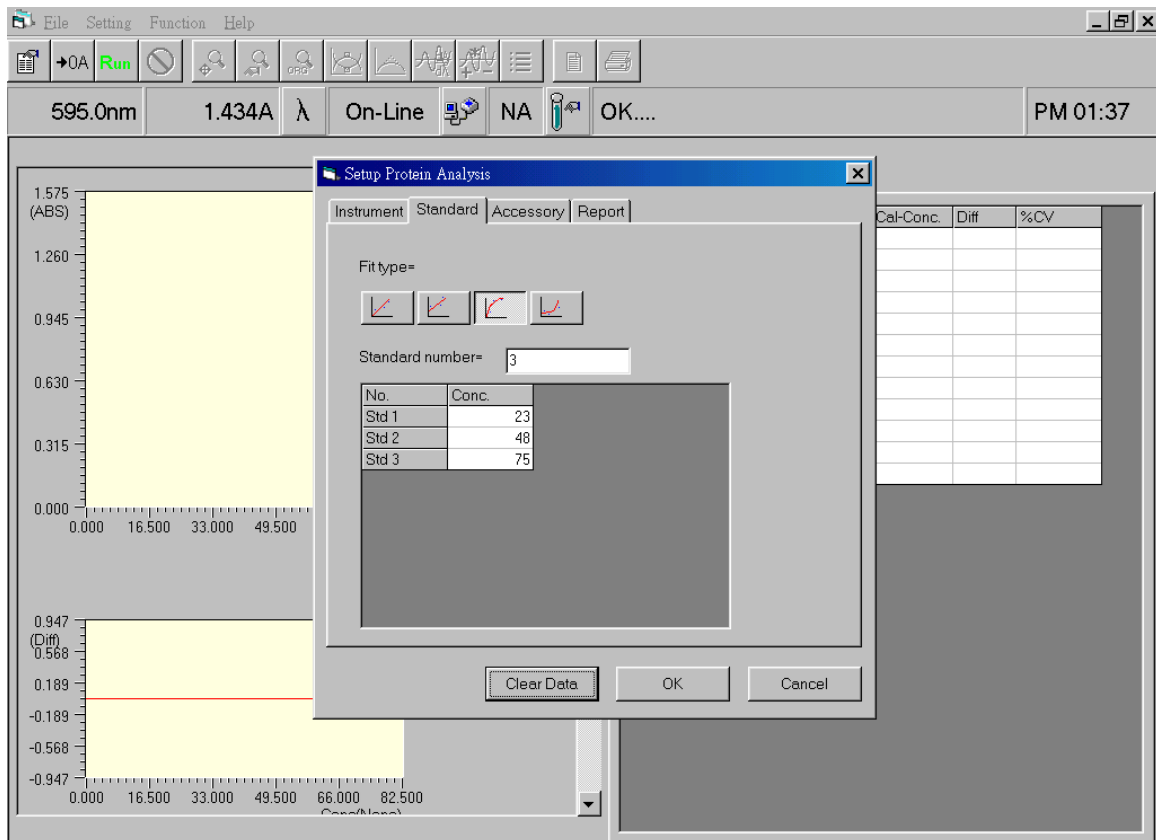 File Setting Function Help
→0A Run ORG
595.0nm 1.434A λ On-Line NA OK.... PM 01:37
Setup Protein Analysis
Instrument Standard Accessory Report
Fit type=
Standard number= 3
No. Conc.
Std 1 23
Std 2 48
Std 3 75
Clear Data OK Cancel
1.575
(ABS)
1.260
0.945
0.630
0.315
0.000
0.000 16.500 33.000 49.500
Cal-Conc. Diff %CV
0.947
(Diff)
0.568
0.189
-0.189
-0.568
-0.947
0.000 16.500 33.000 49.500 66.000 82.500
Conc(None)